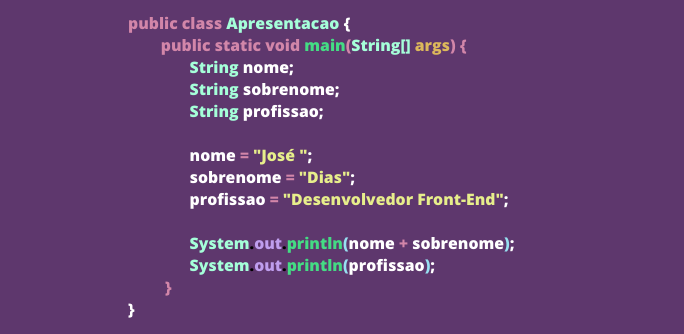 public class Apresentacao {
public static void main(String[] args) {
String nome;
String sobrenome;
String profissao;
nome = "José ";
sobrenome = "Dias";
profissao = "Desenvolvedor Front-End";
System.out.println(nome + sobrenome);
System.out.println(profissao);
}
}